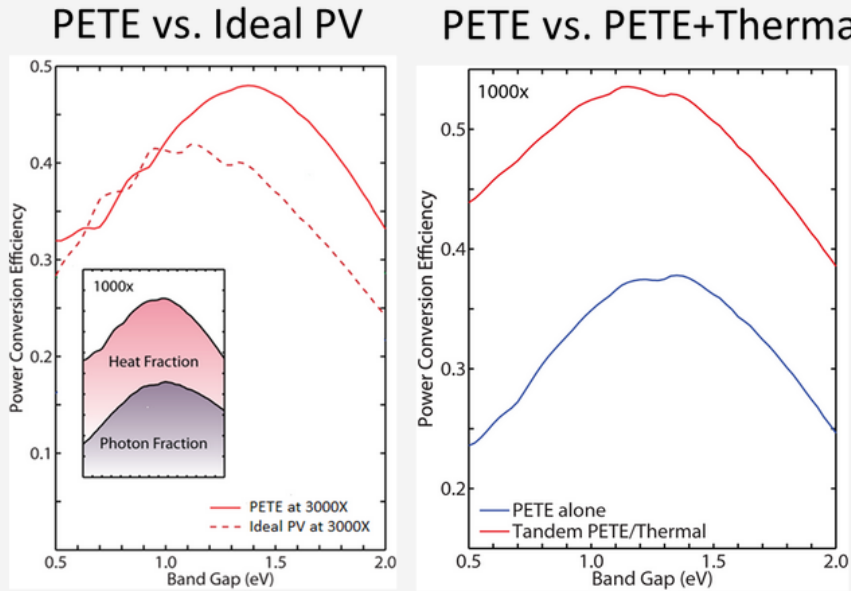 PETE vs. Ideal PV
PETE vs. PETE+Therma
0.5
0.4
0.3
0.2
0.1
Power Conversion Efficiency
1000x
Heat Fraction
Photon Fraction
PETE at 3000X
Ideal PV at 3000X
0.5 1.0 1.5 2.0
Band Gap (eV)
1000x
0.5
0.4
0.3
0.2
Power Conversion Efficiency
PETE alone
Tandem PETE/Thermal
0.5 1.0 1.5 2.0
Band Gap (eV)